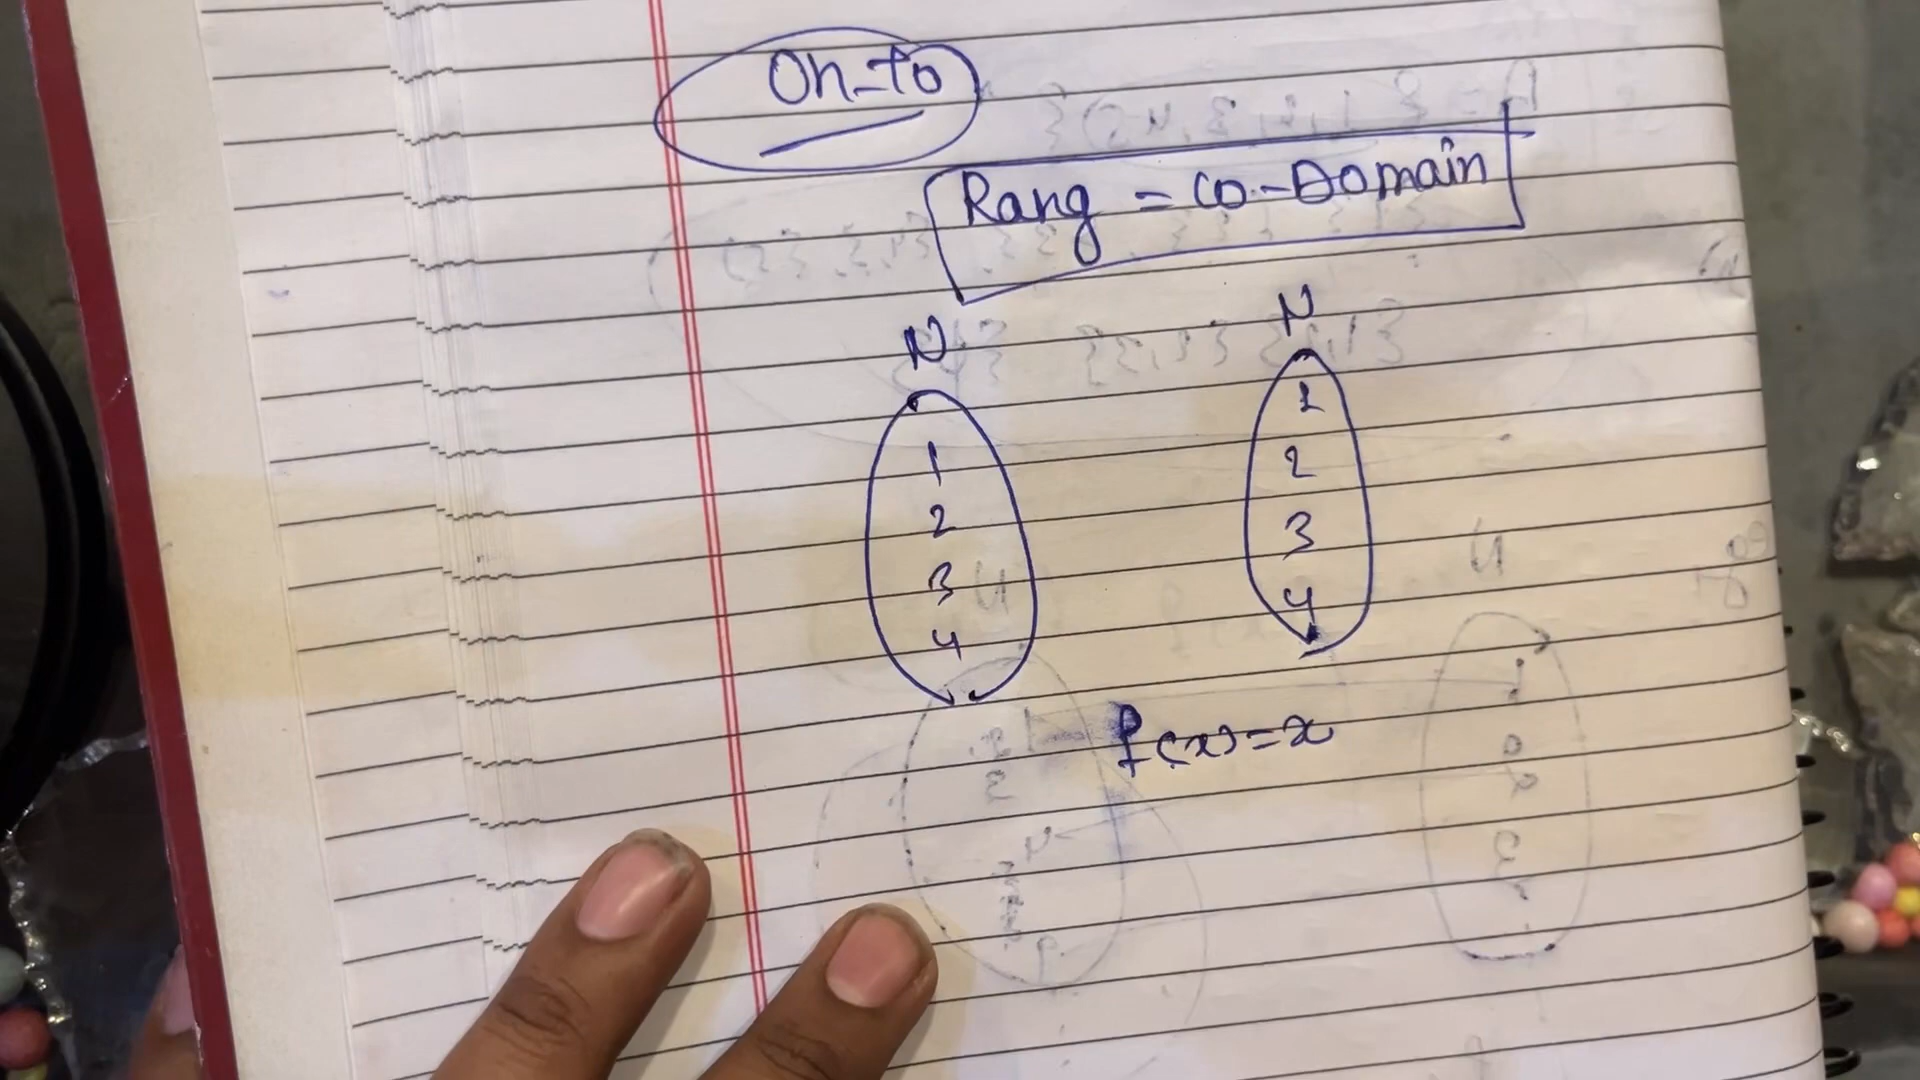 On-to
Rang = Co-Domain
N N
1 1
2 2
3 3
4 4
f(x)=x